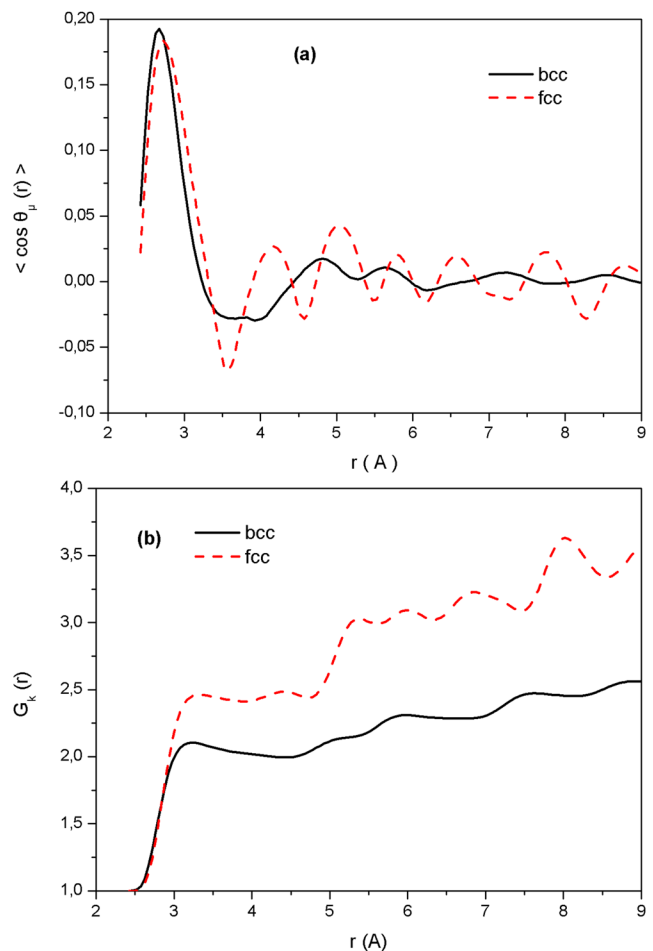 0,20
(a)
0,15
bcc
fcc
0,10
< cos θμ (r) >
0,05
0,00
-0,05
-0,10
2 3 4 5 6 7 8 9
r ( A )
4,0
(b)
bcc
fcc
3,5
3,0
Gk (r)
2,5
2,0
1,5
1,0
2 3 4 5 6 7 8 9
r (A)